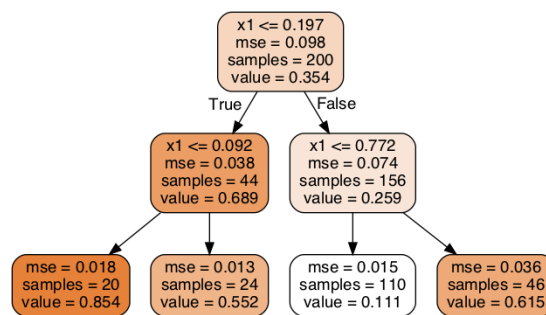 x1 <= 0.197
mse = 0.098
samples = 200
value = 0.354
True
False
x1 <= 0.092
mse = 0.038
samples = 44
value = 0.689
x1 <= 0.772
mse = 0.074
samples = 156
value = 0.259
mse = 0.018
samples = 20
value = 0.854
mse = 0.013
samples = 24
value = 0.552
mse = 0.015
samples = 110
value = 0.111
mse = 0.036
samples = 46
value = 0.615